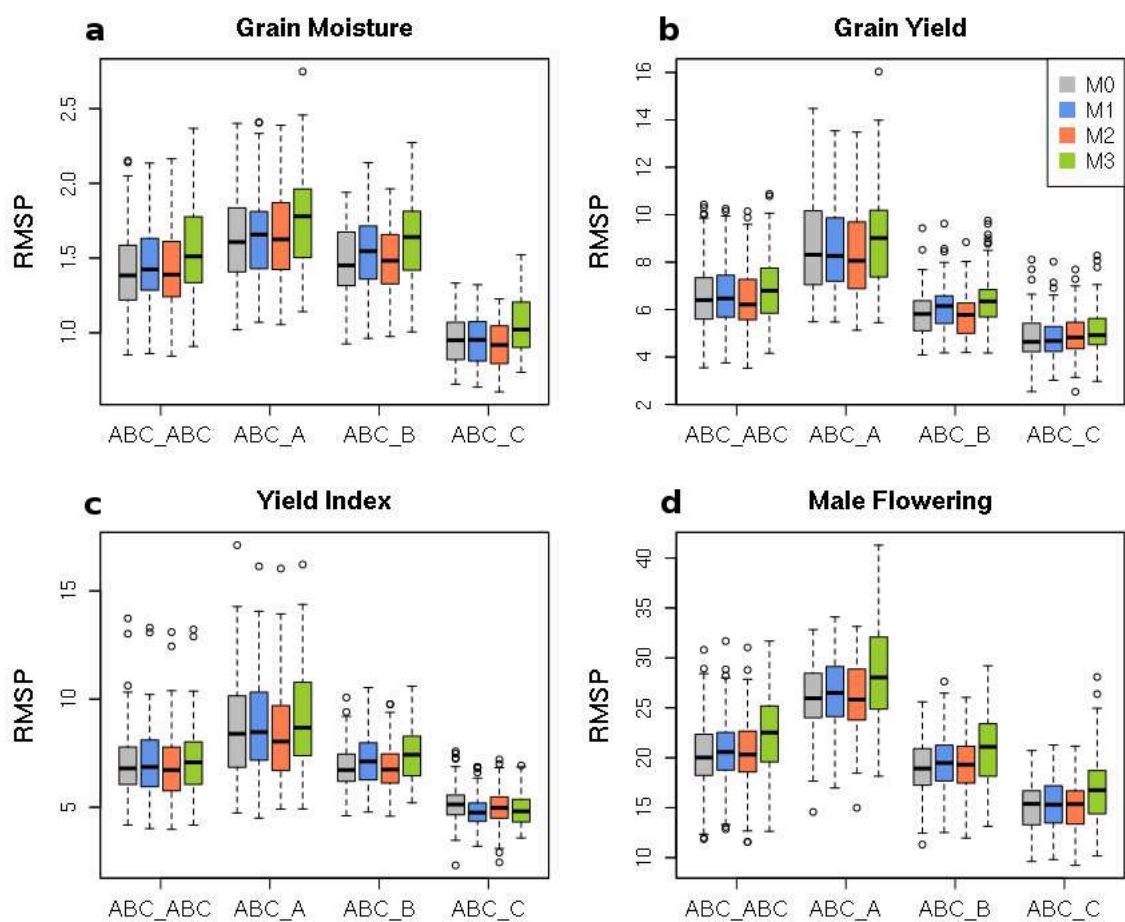 a Grain Moisture
RMSP
2.5
2.0
1.5
1.0
ABC_ABC ABC_A ABC_B ABC_C
b Grain Yield
RMSP
16
14
12
10
8
6
4
2
M0
M1
M2
M3
ABC_ABC ABC_A ABC_B ABC_C
c Yield Index
RMSP
15
10
5
ABC_ABC ABC_A ABC_B ABC_C
d Male Flowering
RMSP
40
35
30
25
20
15
10
ABC_ABC ABC_A ABC_B ABC_C